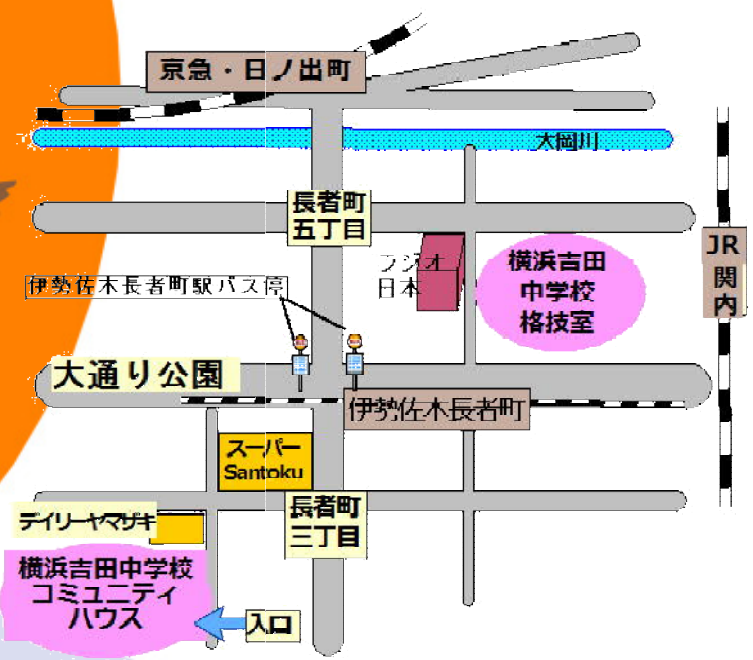 京急・日ノ出町
大岡川
長者町
五丁目
JR
関
内
ラジオ
日本
横浜吉田
中学校
格技室
伊勢佐木長者町駅バス停
大通り公園
伊勢佐木長者町
スーパー
Santoku
長者町
三丁目
デイリーヤマザキ
横浜吉田中学校
コミュニティ
ハウス
入口